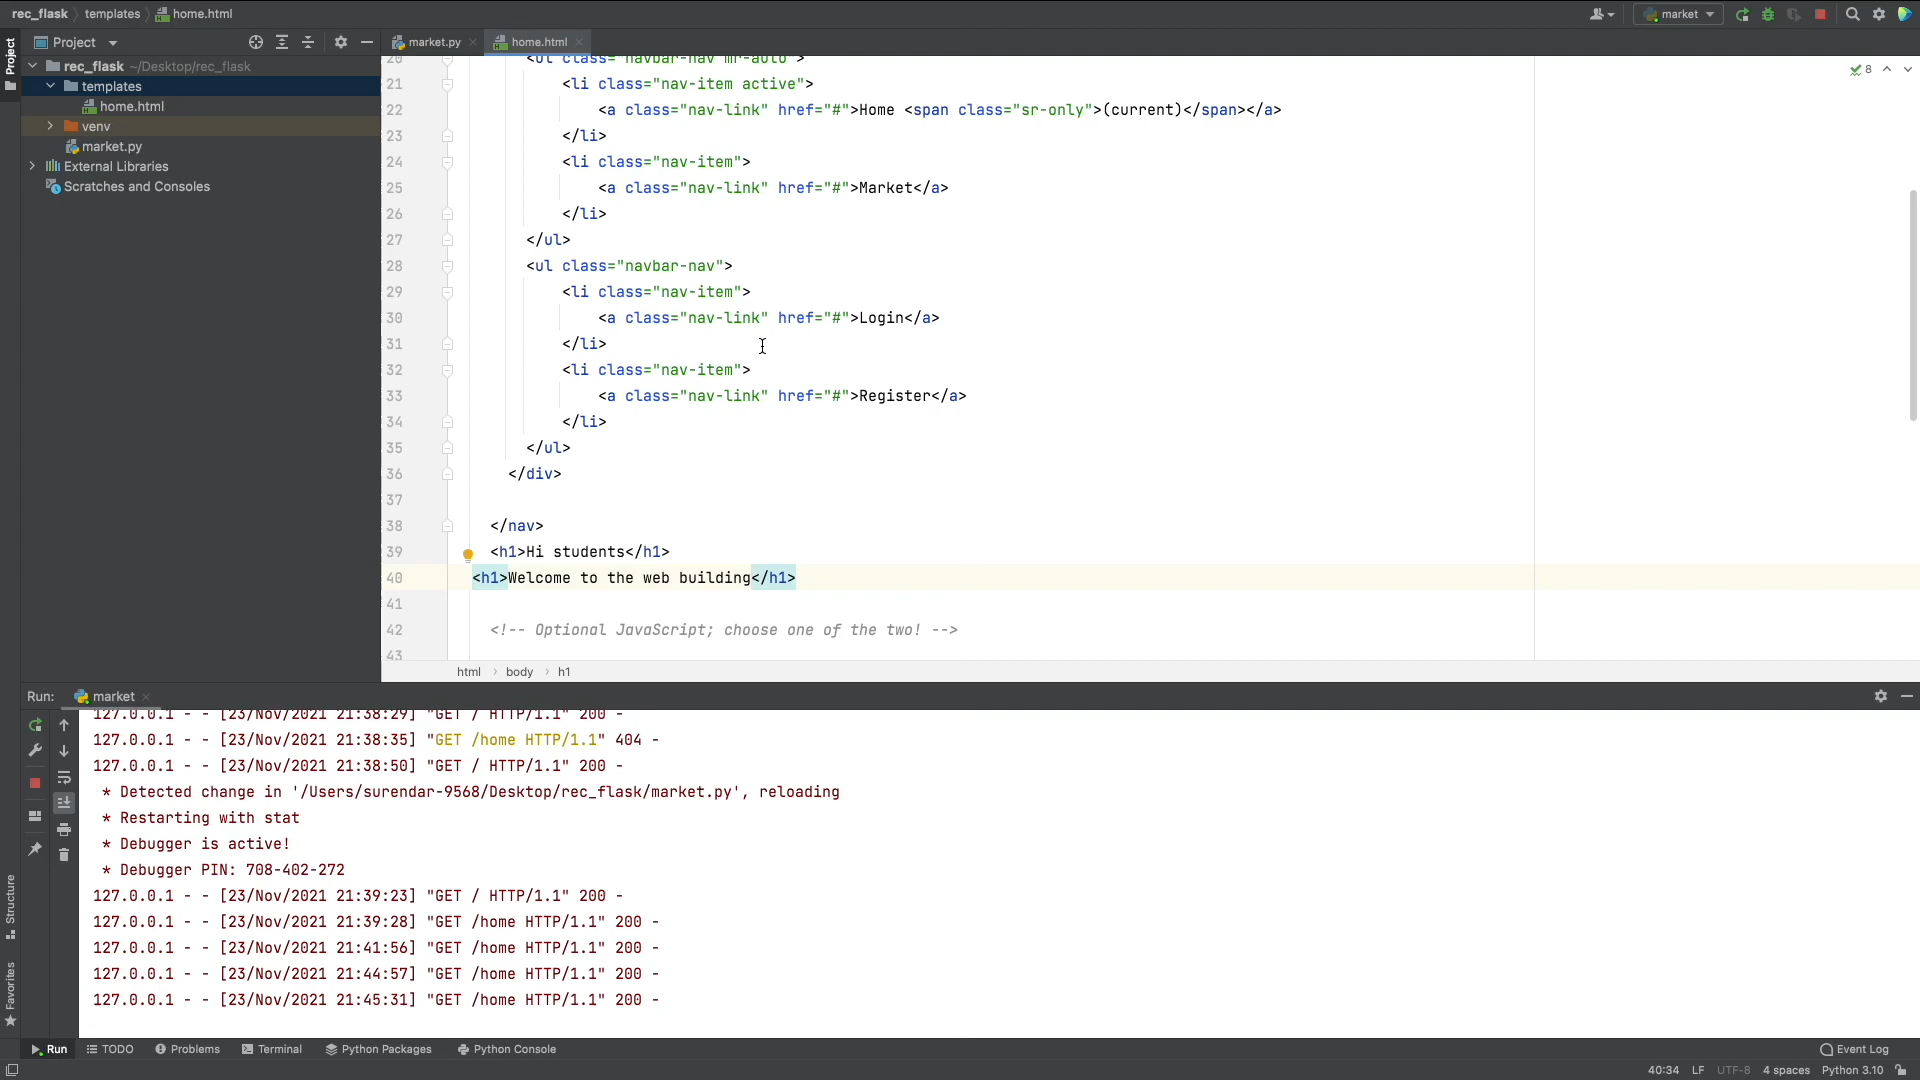 rec_flask templates home.html market
Project market.py home.html
Project
rec_flask ~/Desktop/rec_flask
templates
home.html
venv
market.py
External Libraries
Scratches and Consoles
20 <ul class="navbar-nav mr-auto">
21 <li class="nav-item active">
22 <a class="nav-link" href="#">Home <span class="sr-only">(current)</span></a>
23 </li>
24 <li class="nav-item">
25 <a class="nav-link" href="#">Market</a>
26 </li>
27 </ul>
28 <ul class="navbar-nav">
29 <li class="nav-item">
30 <a class="nav-link" href="#">Login</a>
31 </li>
32 <li class="nav-item">
33 <a class="nav-link" href="#">Register</a>
34 </li>
35 </ul>
36 </div>
37
38 </nav>
39 <h1>Hi students</h1>
40 <h1>Welcome to the web building</h1>
41
42 <!-- Optional JavaScript; choose one of the two! -->
43
8
html body h1
Run: market
127.0.0.1 - - [23/Nov/2021 21:38:29] "GET / HTTP/1.1" 200 -
127.0.0.1 - - [23/Nov/2021 21:38:35] "GET /home HTTP/1.1" 404 -
127.0.0.1 - - [23/Nov/2021 21:38:50] "GET / HTTP/1.1" 200 -
* Detected change in '/Users/surendar-9568/Desktop/rec_flask/market.py', reloading
* Restarting with stat
* Debugger is active!
* Debugger PIN: 708-402-272
127.0.0.1 - - [23/Nov/2021 21:39:23] "GET / HTTP/1.1" 200 -
127.0.0.1 - - [23/Nov/2021 21:39:28] "GET /home HTTP/1.1" 200 -
127.0.0.1 - - [23/Nov/2021 21:41:56] "GET /home HTTP/1.1" 200 -
127.0.0.1 - - [23/Nov/2021 21:44:57] "GET /home HTTP/1.1" 200 -
127.0.0.1 - - [23/Nov/2021 21:45:31] "GET /home HTTP/1.1" 200 -
Structure
Favorites
Run TODO Problems Terminal Python Packages Python Console Event Log
40:34 LF UTF-8 4 spaces Python 3.10